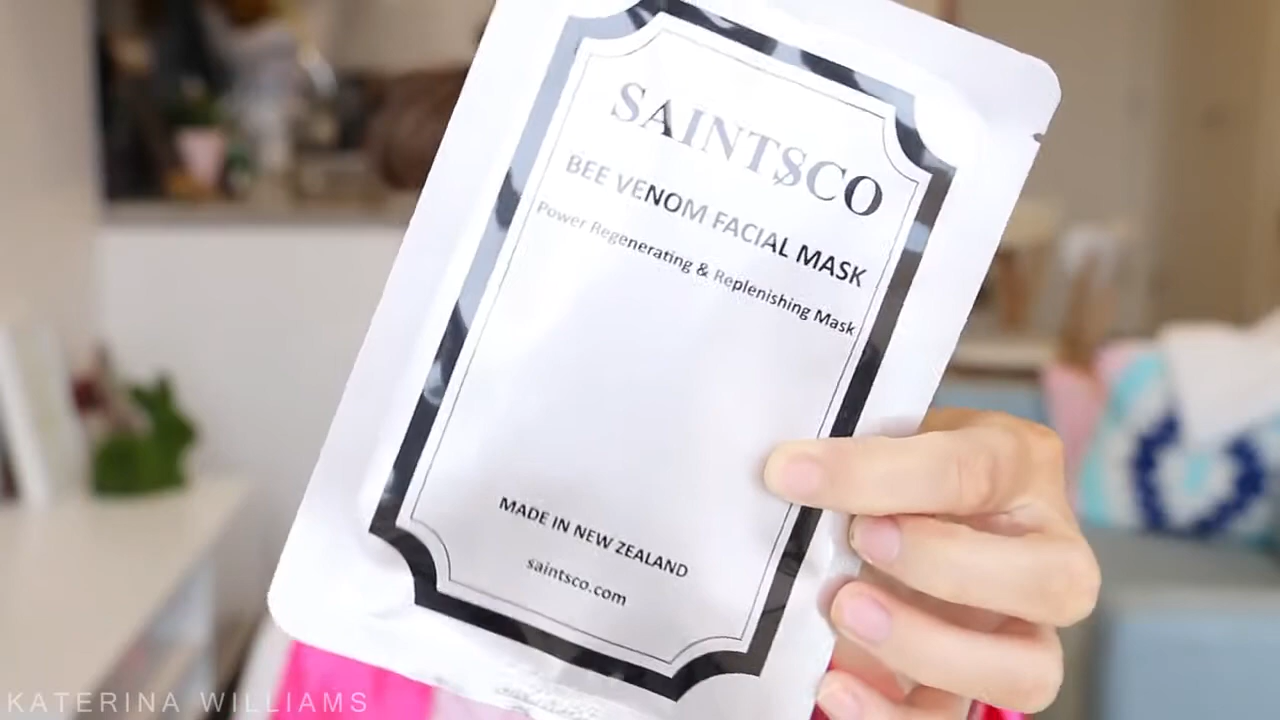 SAINTSCO
BEE VENOM FACIAL MASK
Power Regenerating & Replenishing Mask
MADE IN NEW ZEALAND
saintsco.com
KATERINA WILLIAMS